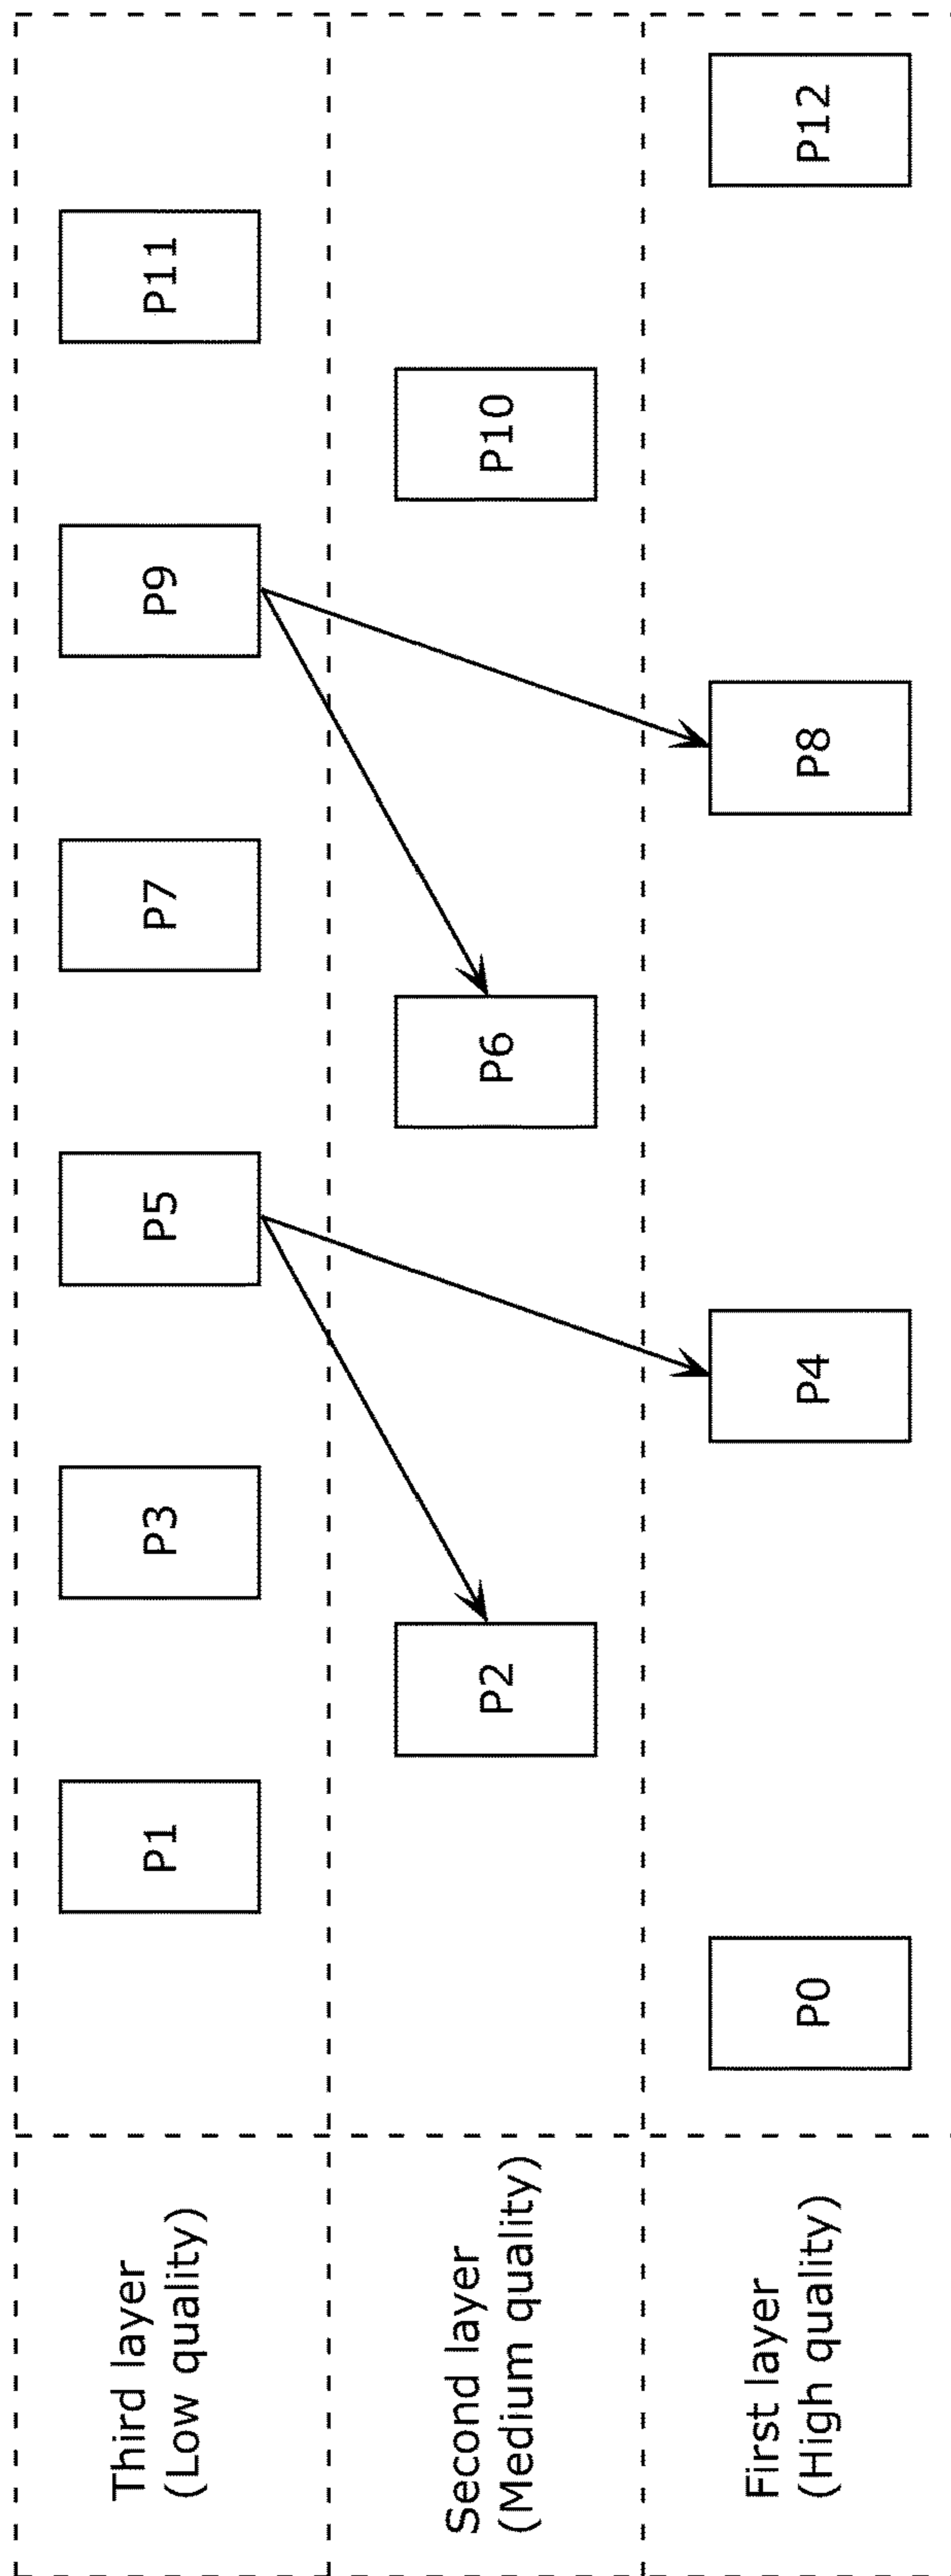 Third layer
(Low quality)
P1
P3
P5
P7
P9
P11
Second layer
(Medium quality)
P2
P6
P10
First layer
(High quality)
P0
P4
P8
P12